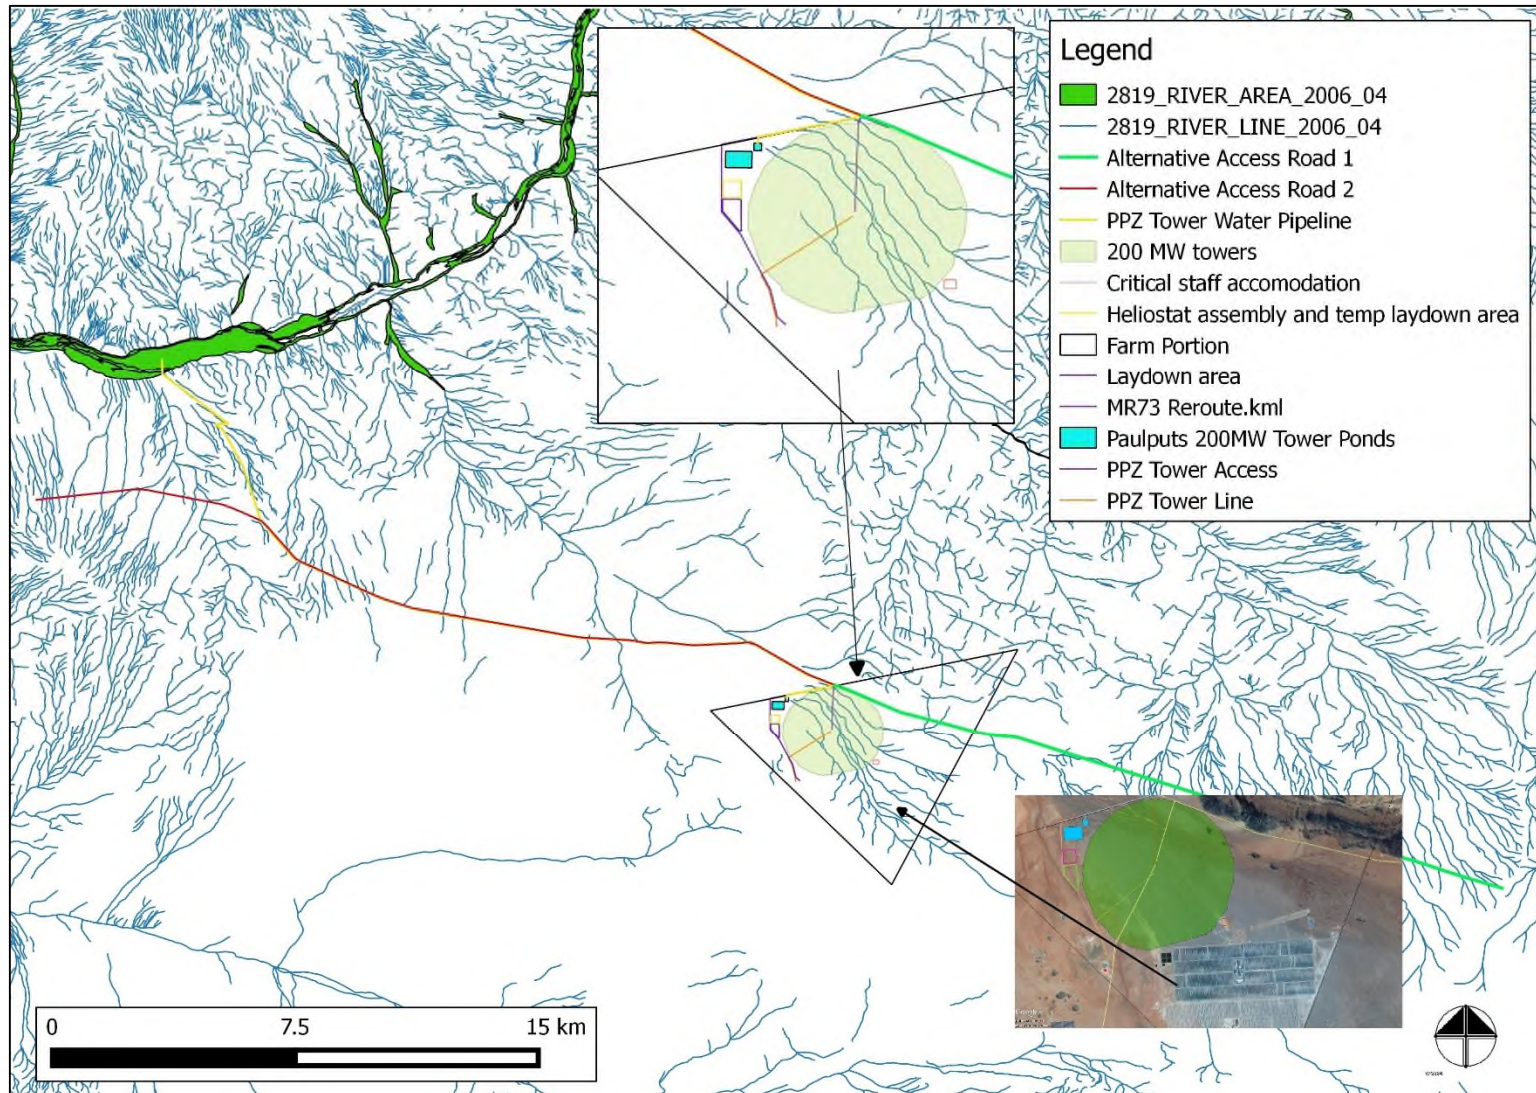 Legend
2819_RIVER_AREA_2006_04
2819_RIVER_LINE_2006_04
Alternative Access Road 1
Alternative Access Road 2
PPZ Tower Water Pipeline
200 MW towers
Critical staff accomodation
Heliostat assembly and temp laydown area
Farm Portion
Laydown area
MR73 Reroute.kml
Paulputs 200MW Tower Ponds
PPZ Tower Access
PPZ Tower Line
0 7.5 15 km